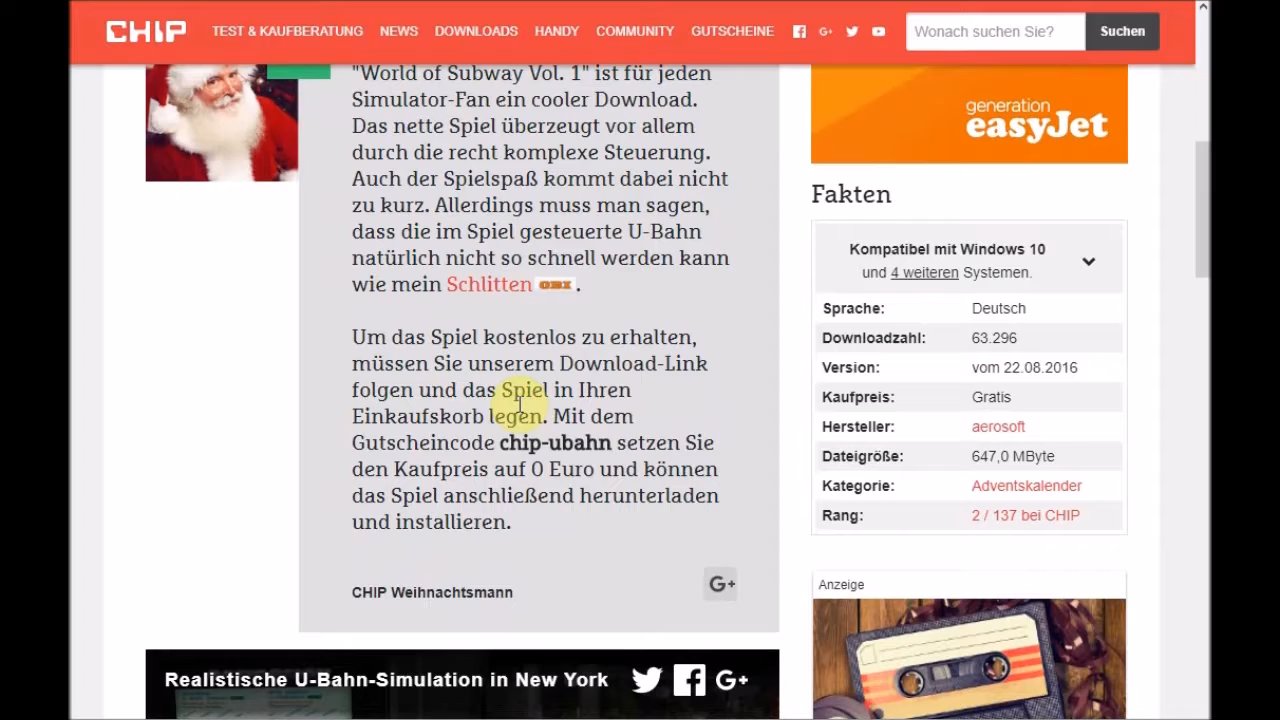 CHIP
TEST & KAUFBERATUNG NEWS DOWNLOADS HANDY COMMUNITY GUTSCHEINE
Wonach suchen Sie? Suchen
"World of Subway Vol. 1" ist für jeden
Simulator-Fan ein cooler Download.
Das nette Spiel überzeugt vor allem
durch die recht komplexe Steuerung.
Auch der Spielspaß kommt dabei nicht
zu kurz. Allerdings muss man sagen,
dass die im Spiel gesteuerte U-Bahn
natürlich nicht so schnell werden kann
wie mein Schlitten OBI .
Um das Spiel kostenlos zu erhalten,
müssen Sie unserem Download-Link
folgen und das Spiel in Ihren
Einkaufskorb legen. Mit dem
Gutscheincode chip-ubahn setzen Sie
den Kaufpreis auf 0 Euro und können
das Spiel anschließend herunterladen
und installieren.
CHIP Weihnachtsmann
G+
Realistische U-Bahn-Simulation in New York
G+
generation
easyJet
Fakten
Kompatibel mit Windows 10
und 4 weiteren Systemen.
Sprache: Deutsch
Downloadzahl: 63.296
Version: vom 22.08.2016
Kaufpreis: Gratis
Hersteller: aerosoft
Dateigröße: 647,0 MByte
Kategorie: Adventskalender
Rang: 2 / 137 bei CHIP
Anzeige